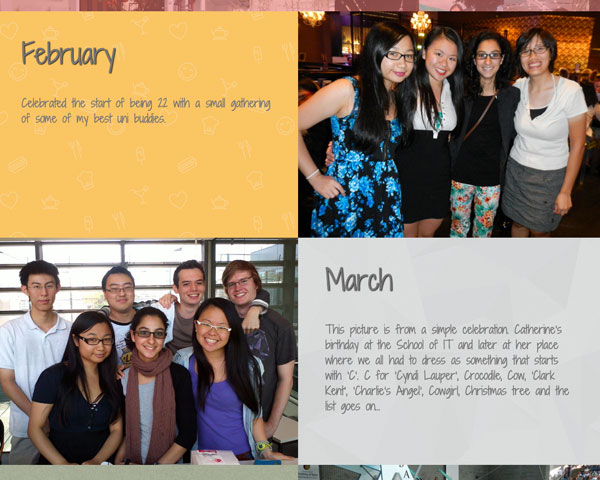 February
Celebrated the start of being 22 with a small gathering
of some of my best uni buddies.
March
This picture is from a simple celebration. Catherine's
birthday at the School of IT and later at her place
where we all had to dress as something that starts
with 'C'. C for 'Cyndi Lauper', Crocodile, Cow, 'Clark
Kent', 'Charlie's Angel', Cowgirl, Christmas tree and the
list goes on...